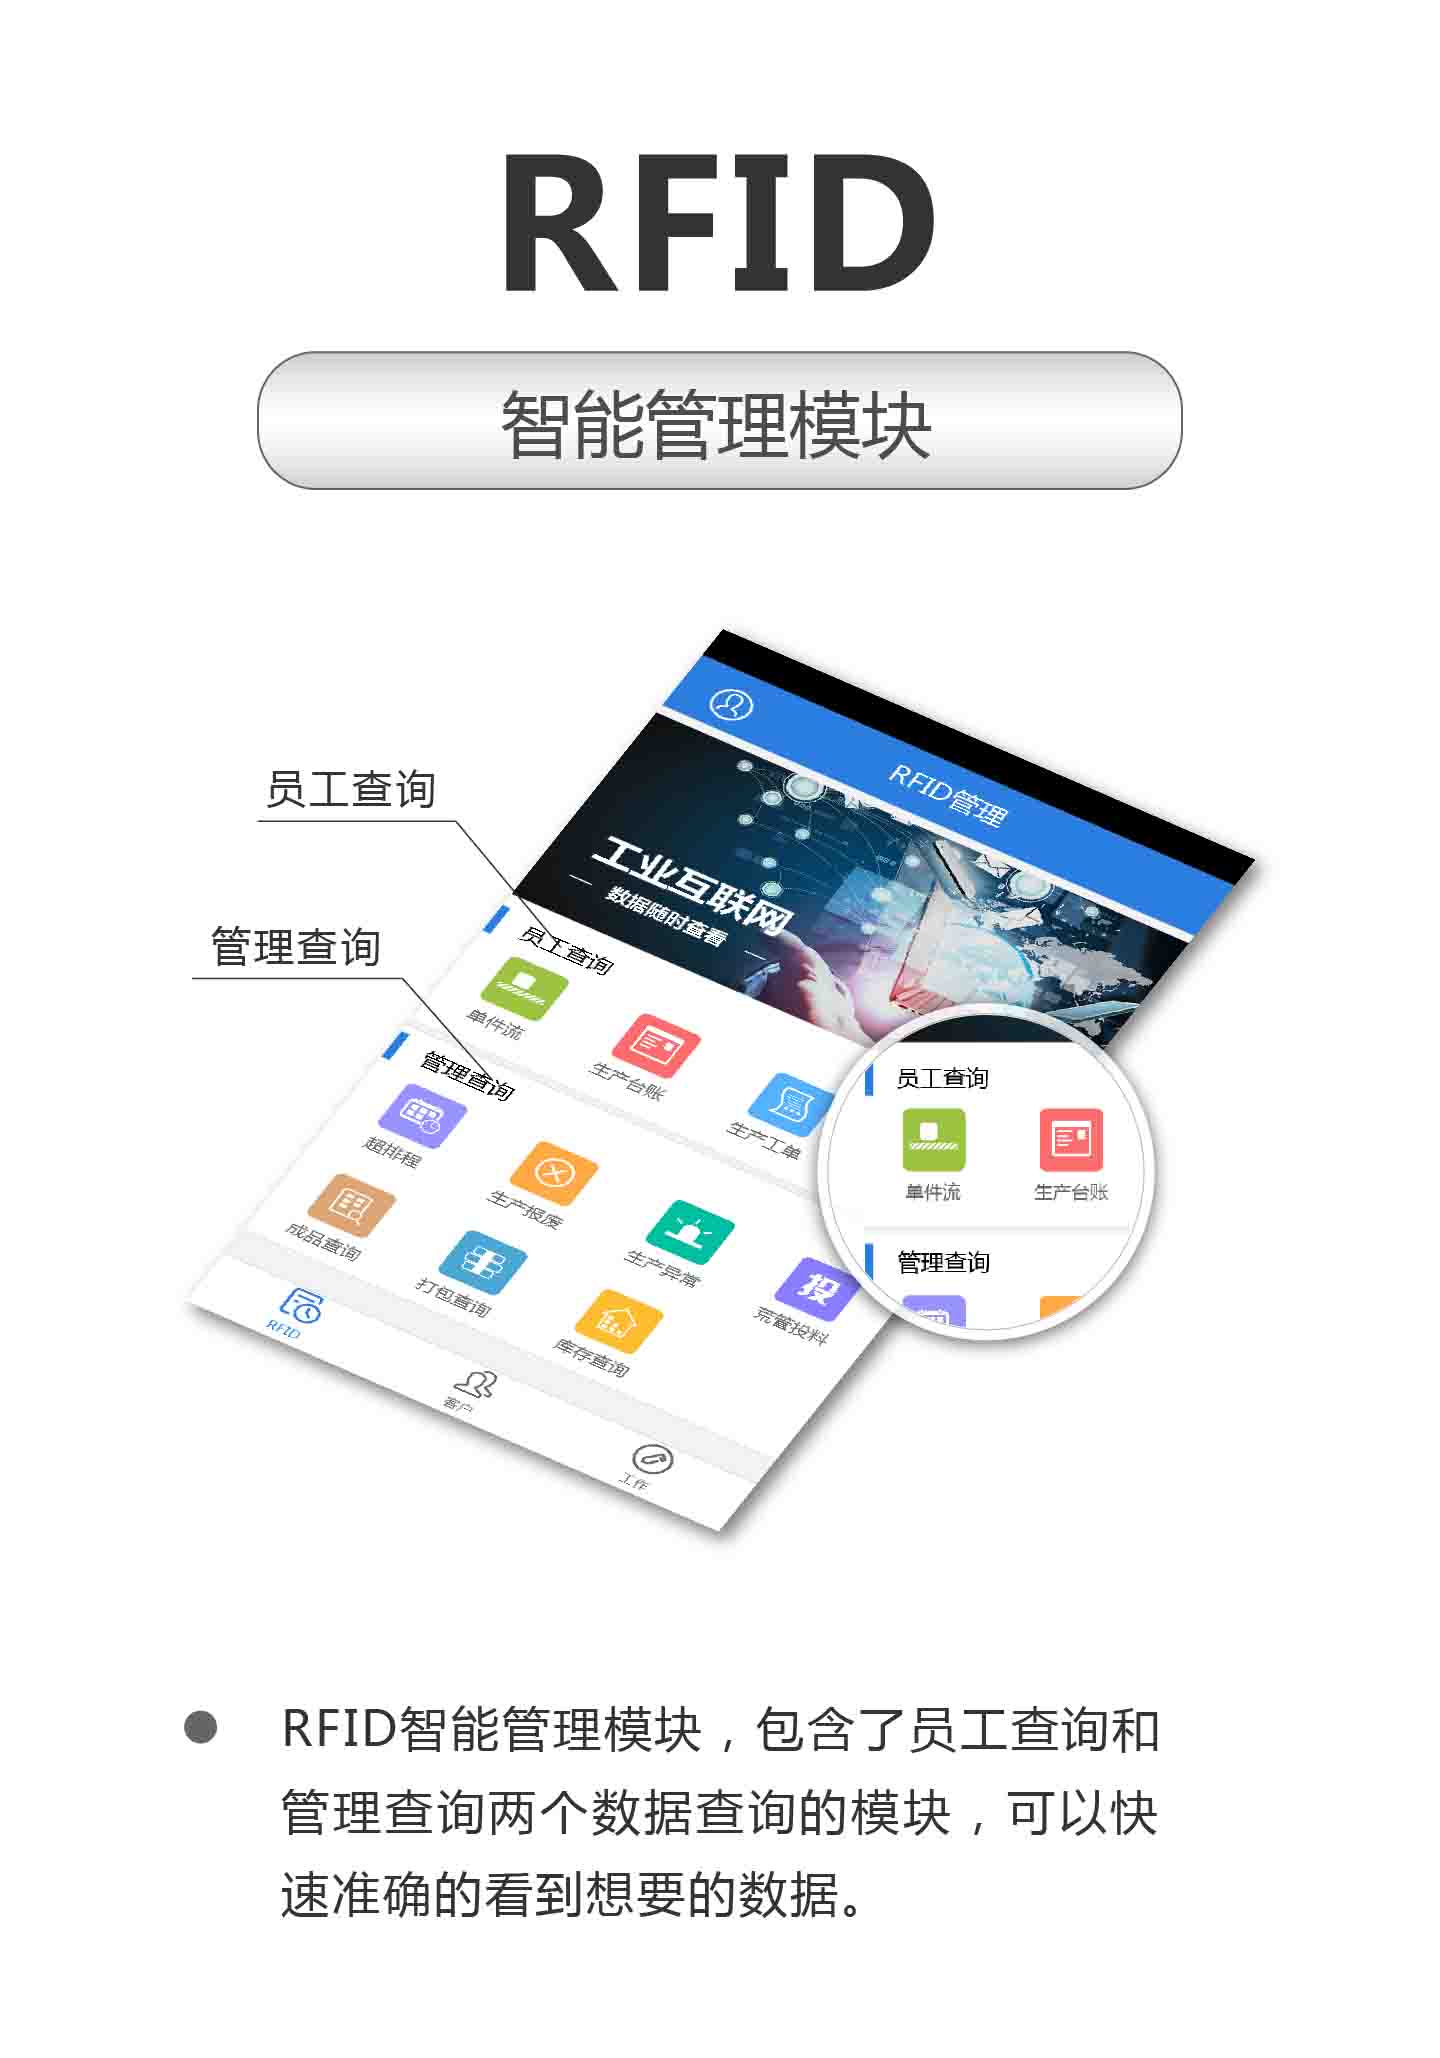 RFID
智能管理模块
RFID管理
工业互联网
数据随时查看
员工查询
管理查询
员工查询
单件流
生产台账
生产工单
管理查询
超排程
生产报废
生产异常
荒管投料
投
成品查询
打包查询
库存查询
RFID
客户
工作
员工查询
单件流
生产台账
管理查询
RFID智能管理模块，包含了员工查询和
管理查询两个数据查询的模块，可以快
速准确的看到想要的数据。